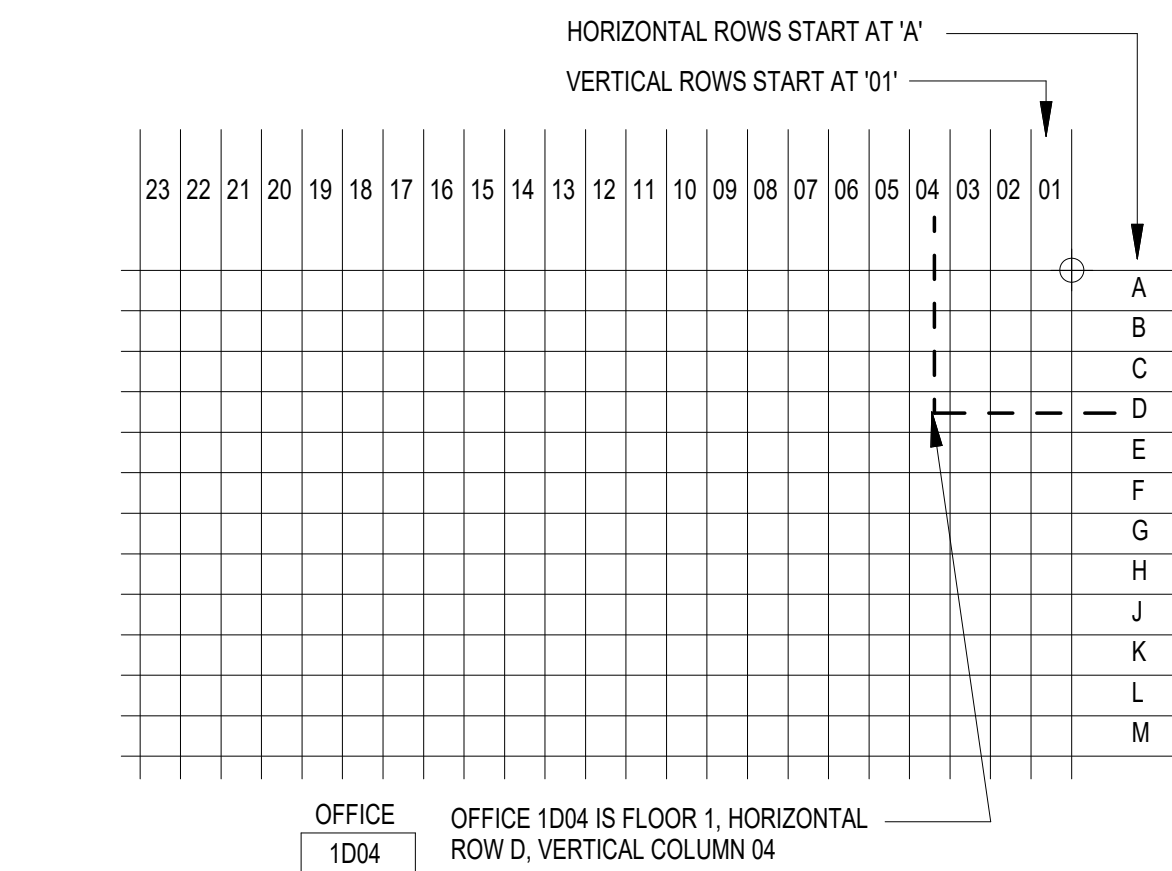 HORIZONTAL ROWS START AT 'A'
VERTICAL ROWS START AT '01'
23 22 21 20 19 18 17 16 15 14 13 12 11 10 09 08 07 06 05 04 03 02 01
A
B
C
D
E
F
G
H
J
K
L
M
OFFICE
1D04
OFFICE 1D04 IS FLOOR 1, HORIZONTAL
ROW D, VERTICAL COLUMN 04